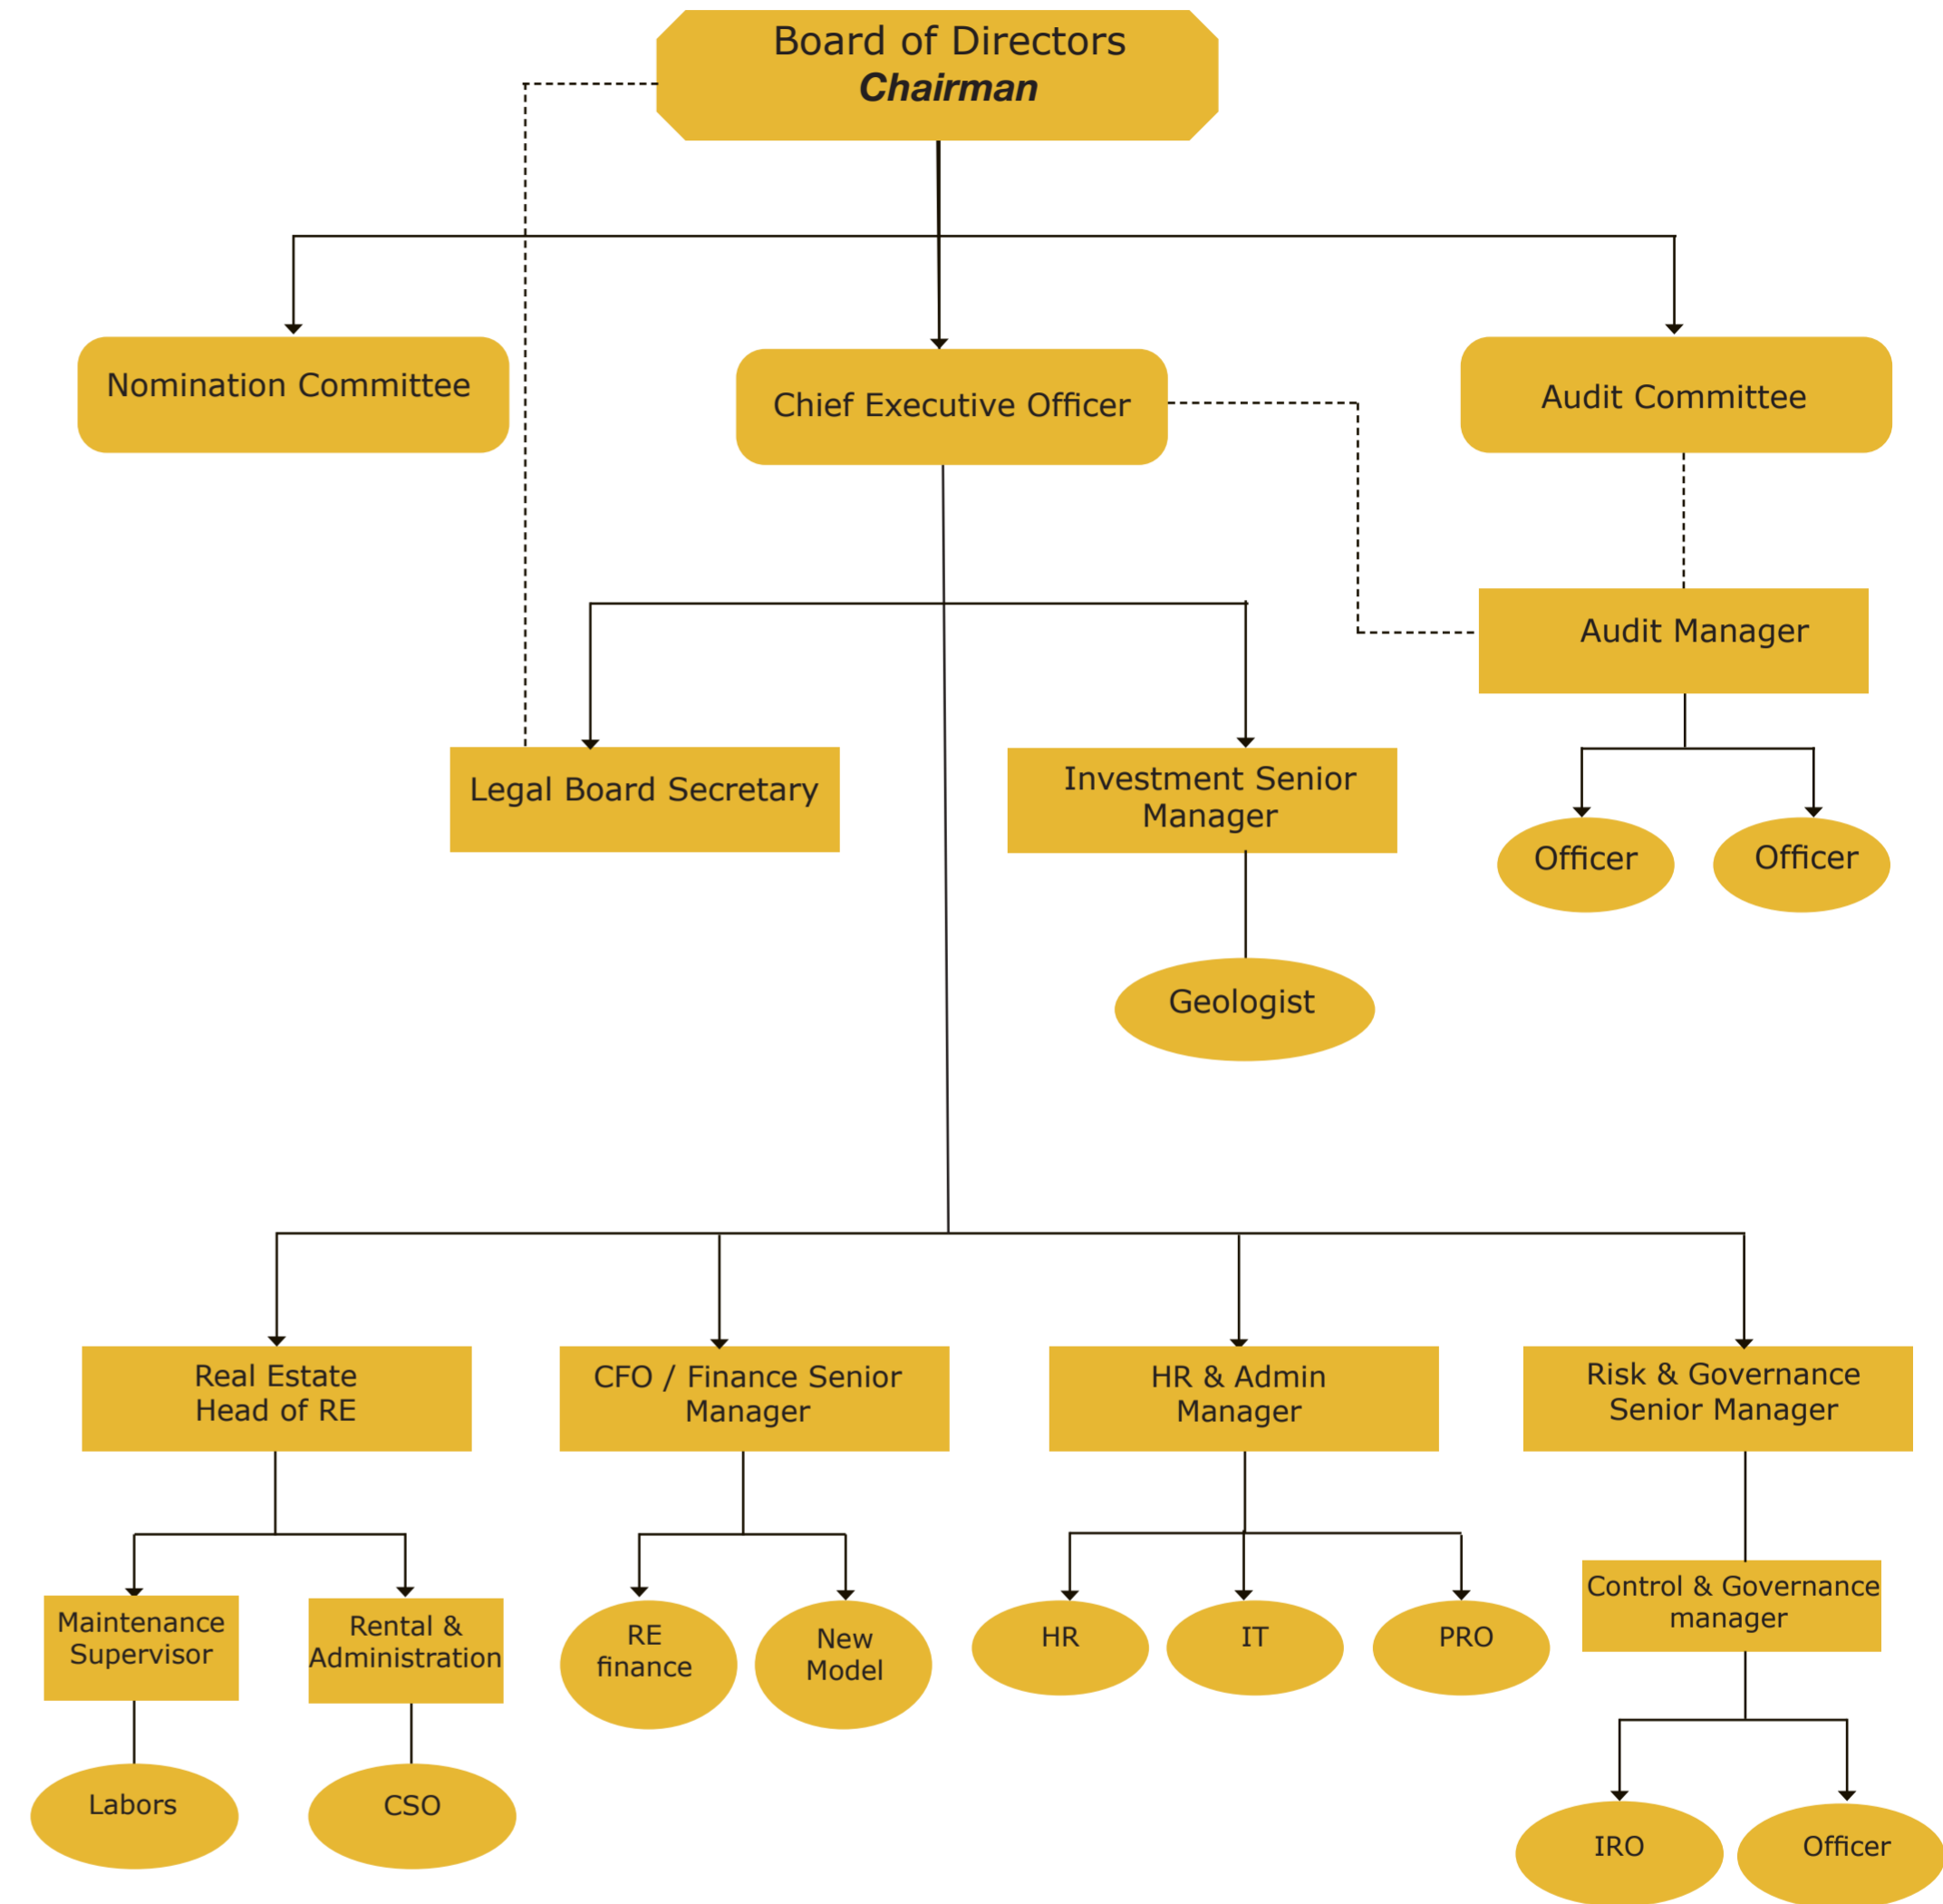 Board of Directors
Chairman
Nomination Committee
Chief Executive Officer
Audit Committee
Audit Manager
Legal Board Secretary
Investment Senior
Manager
Officer
Officer
Geologist
Real Estate
Head of RE
CFO / Finance Senior
Manager
HR & Admin
Manager
Risk & Governance
Senior Manager
Maintenance
Supervisor
Rental &
Administration
RE
finance
New
Model
HR
IT
PRO
Control & Governance
manager
Labors
CSO
IRO
Officer